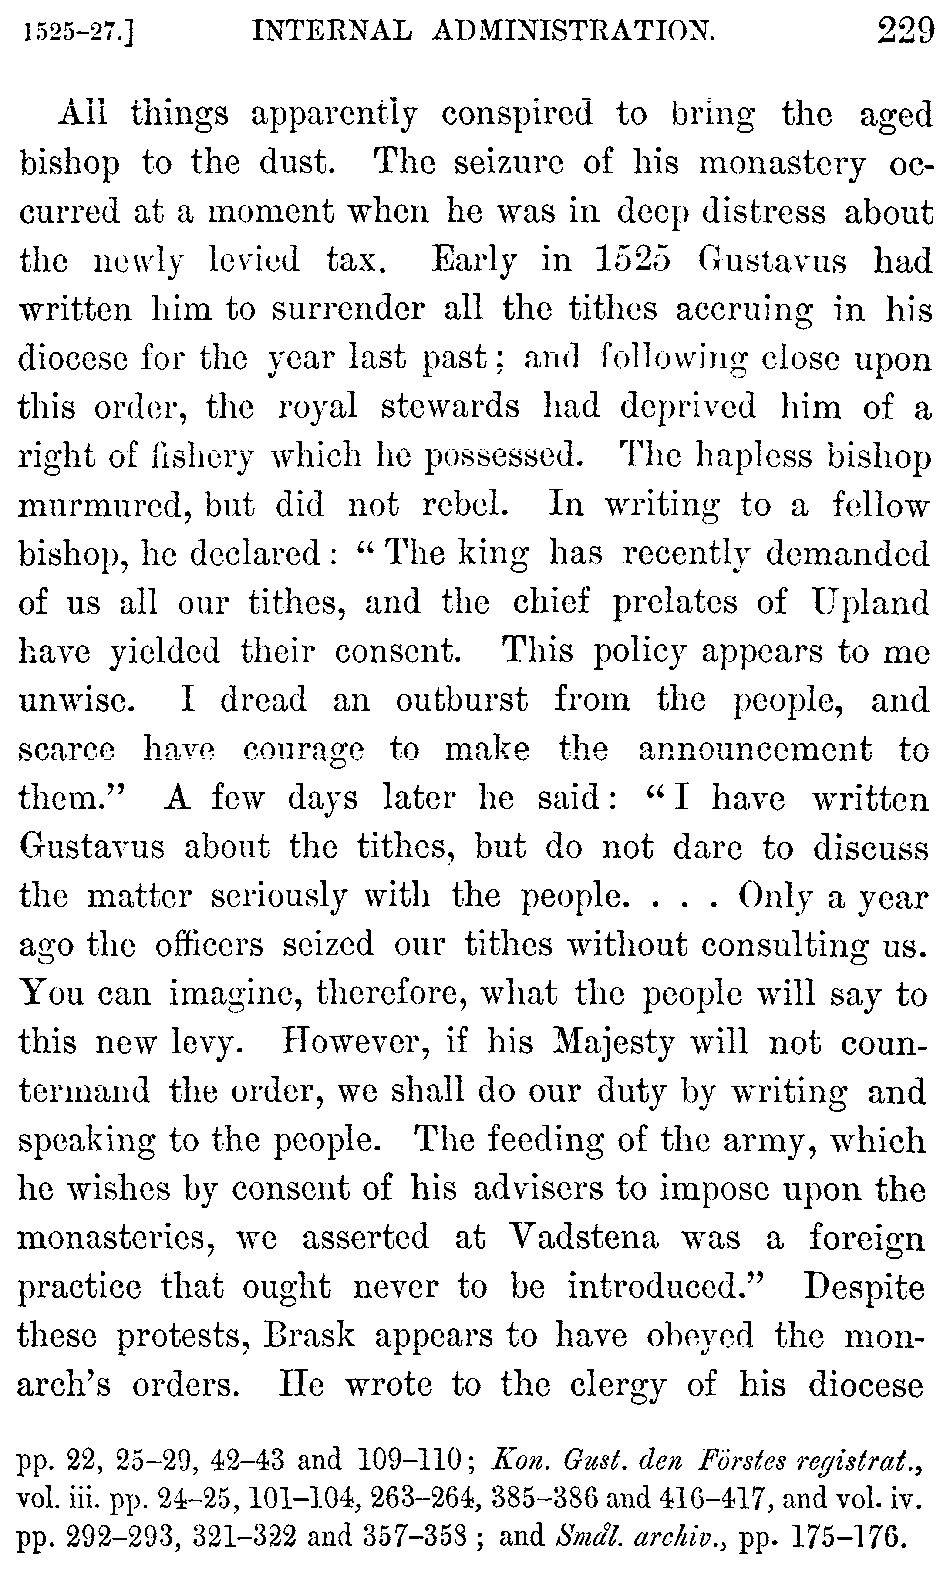 1525–27.] INTERNAL ADMINISTRATION. 229
All things apparently conspired to bring the aged
bishop to the dust. The seizure of his monastery oc-
curred at a moment when he was in deep distress about
the newly levied tax. Early in 1525 Gustavus had
written him to surrender all the tithes accruing in his
diocese for the year last past; and following close upon
this order, the royal stewards had deprived him of a
right of fishery which he possessed. The hapless bishop
murmured, but did not rebel. In writing to a fellow
bishop, he declared: “The king has recently demanded
of us all our tithes, and the chief prelates of Upland
have yielded their consent. This policy appears to me
unwise. I dread an outburst from the people, and
scarce have courage to make the announcement to
them.” A few days later he said: “I have written
Gustavus about the tithes, but do not dare to discuss
the matter seriously with the people. . . . Only a year
ago the officers seized our tithes without consulting us.
You can imagine, therefore, what the people will say to
this new levy. However, if his Majesty will not coun-
termand the order, we shall do our duty by writing and
speaking to the people. The feeding of the army, which
he wishes by consent of his advisers to impose upon the
monasteries, we asserted at Vadstena was a foreign
practice that ought never to be introduced.” Despite
these protests, Brask appears to have obeyed the mon-
arch’s orders. He wrote to the clergy of his diocese
pp. 22, 25–29, 42–43 and 109–110; Kon. Gust. den Förstes registrat.,
vol. iii. pp. 24–25, 101–104, 263–264, 385–386 and 416–417, and vol. iv.
pp. 292–293, 321–322 and 357–358; and Smål. archiv., pp. 175–176.